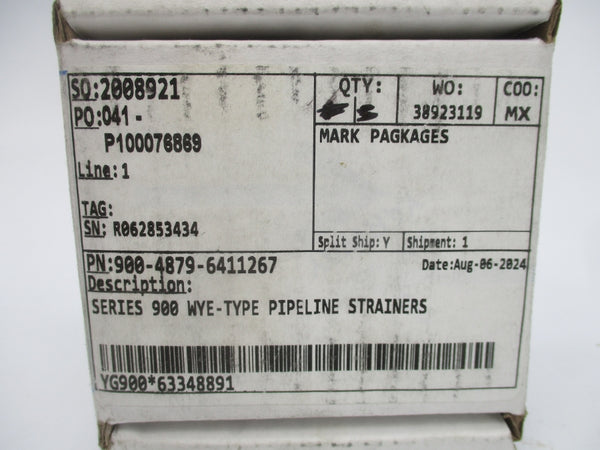 SO:2008921
QTY:
WO:
COO:
PO:041 -
5
38923119
MX
P100076869
MARK PAGKAGES
Line:1
TAG:
SN: R062853434
Split Ship: Y
Shipment: 1
PN:900-4879-6411267
Date:Aug-06-2024
Description:
SERIES 900 WYE-TYPE PIPELINE STRAINERS
YG900*63348891